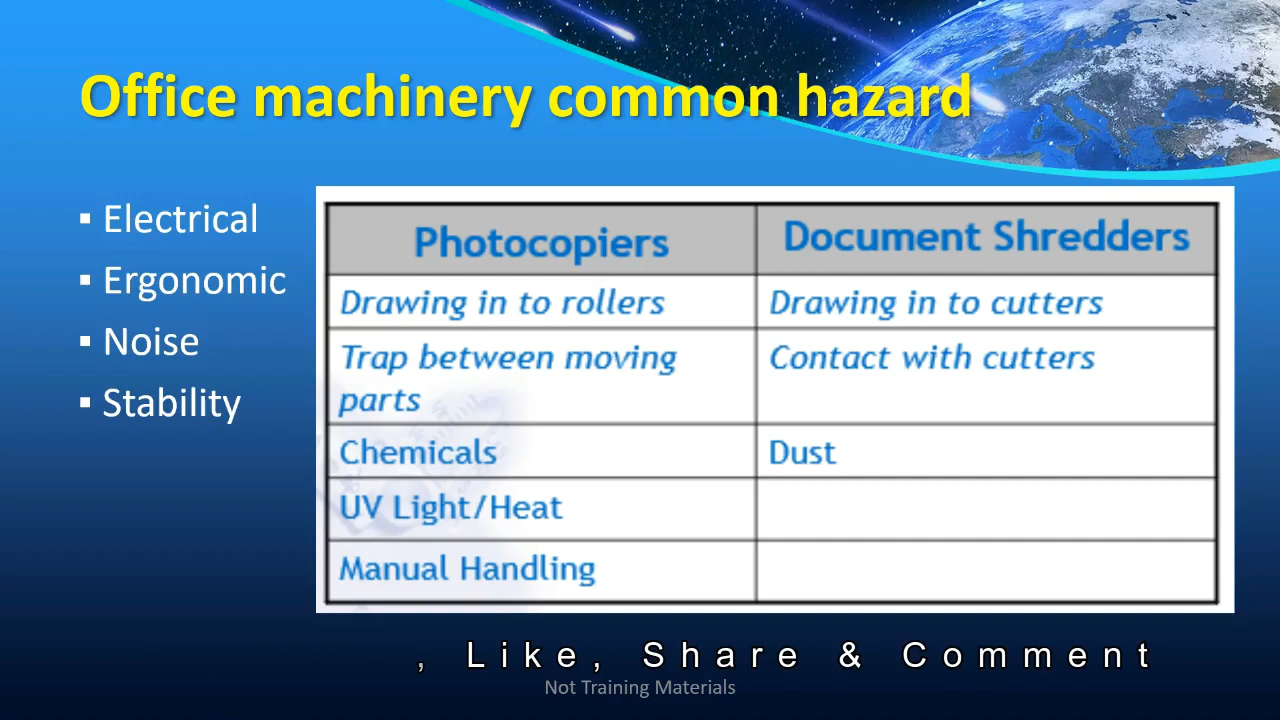 Office machinery common hazard
▪ Electrical
▪ Ergonomic
▪ Noise
▪ Stability
Photocopiers
Document Shredders
Drawing in to rollers
Drawing in to cutters
Trap between moving
parts
Contact with cutters
Chemicals
Dust
UV Light/Heat
Manual Handling
, Like, Share & Comment
Not Training Materials